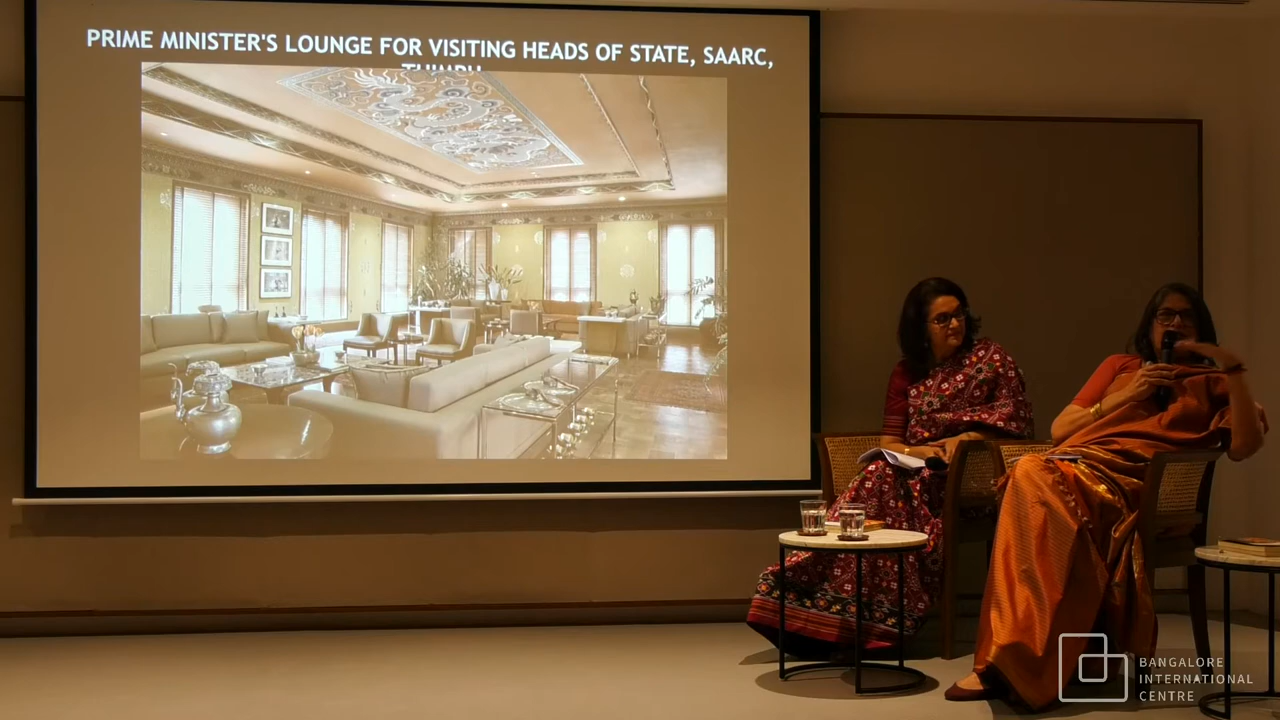 PRIME MINISTER'S LOUNGE FOR VISITING HEADS OF STATE, SAARC,
BANGALORE
INTERNATIONAL
CENTRE